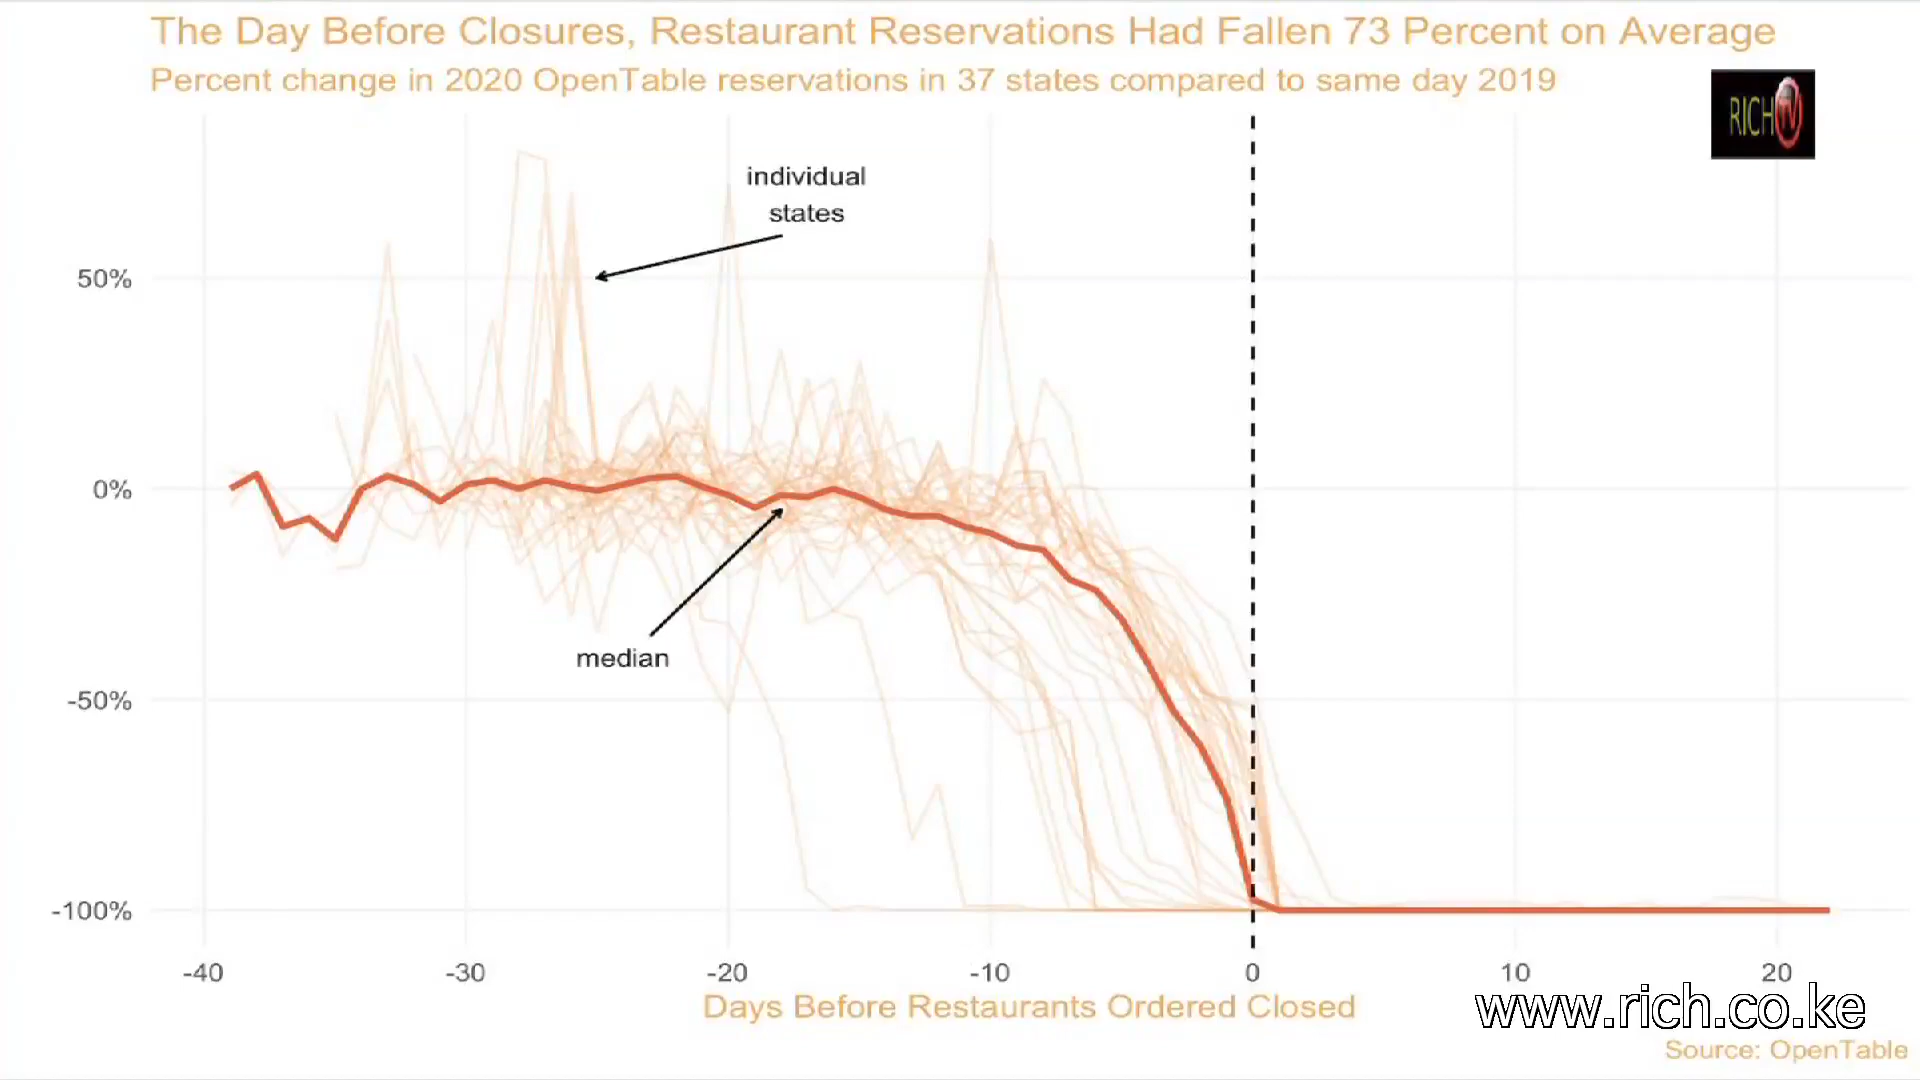 The Day Before Closures, Restaurant Reservations Had Fallen 73 Percent on Average
Percent change in 2020 OpenTable reservations in 37 states compared to same day 2019
RICH TV
individual
states
50%
0%
median
-50%
-100%
-40
-30
-20
-10
0
10
20
Days Before Restaurants Ordered Closed
www.rich.co.ke
Source: OpenTable